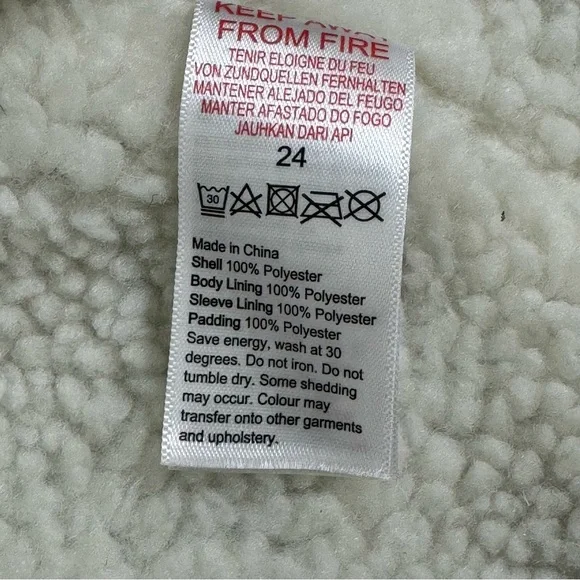 KEEP AWAY
FROM FIRE
TENIR ELOIGNE DU FEU
VON ZUNDQUELLEN FERNHALTEN
MANTENER ALEJADO DEL FEUGO
MANTER AFASTADO DO FOGO
JAUHKAN DARI API
24
30
Made in China
Shell 100% Polyester
Body Lining 100% Polyester
Sleeve Lining 100% Polyester
Padding 100% Polyester
Save energy, wash at 30
degrees. Do not iron. Do not
tumble dry. Some shedding
may occur. Colour may
transfer onto other garments
and upholstery.